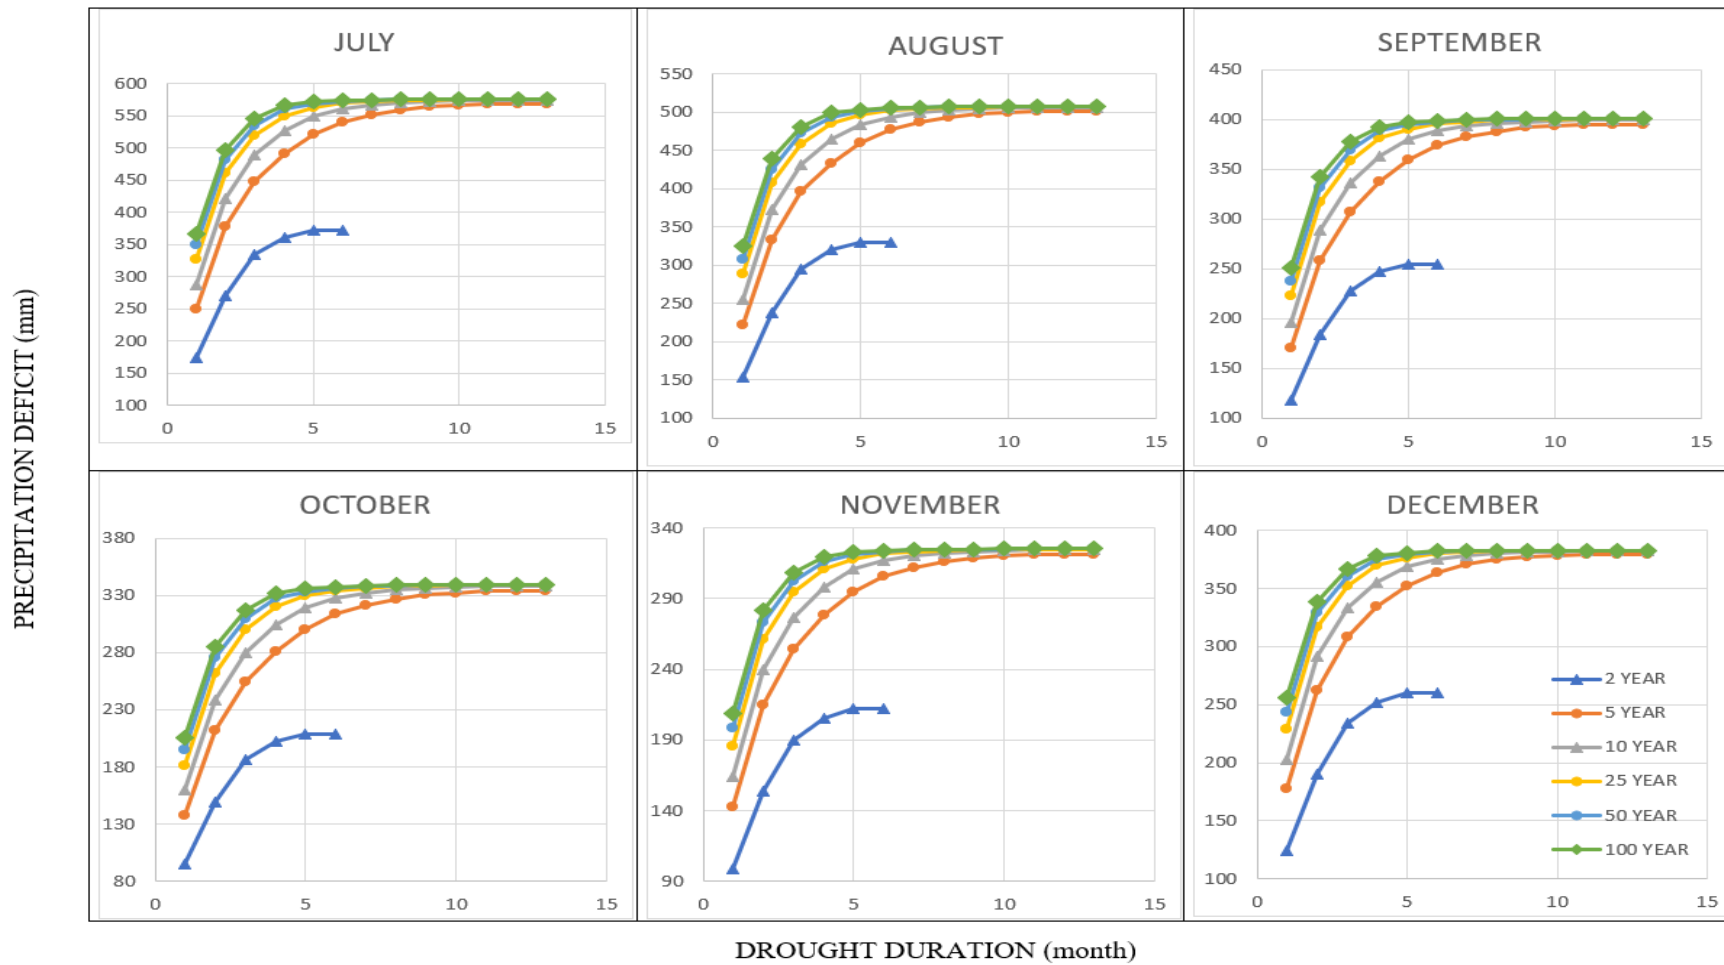 PRECIPITATION DEFICIT (mm)
JULY
600
550
500
450
400
350
300
250
200
150
100
0 5 10 15
AUGUST
550
500
450
400
350
300
250
200
150
100
0 5 10 15
SEPTEMBER
450
400
350
300
250
200
150
100
0 5 10 15
OCTOBER
380
330
280
230
180
130
80
0 5 10 15
NOVEMBER
340
290
240
190
140
90
0 5 10 15
DECEMBER
400
350
300
250
200
150
100
0 5 10 15
2 YEAR
5 YEAR
10 YEAR
25 YEAR
50 YEAR
100 YEAR
DROUGHT DURATION (month)